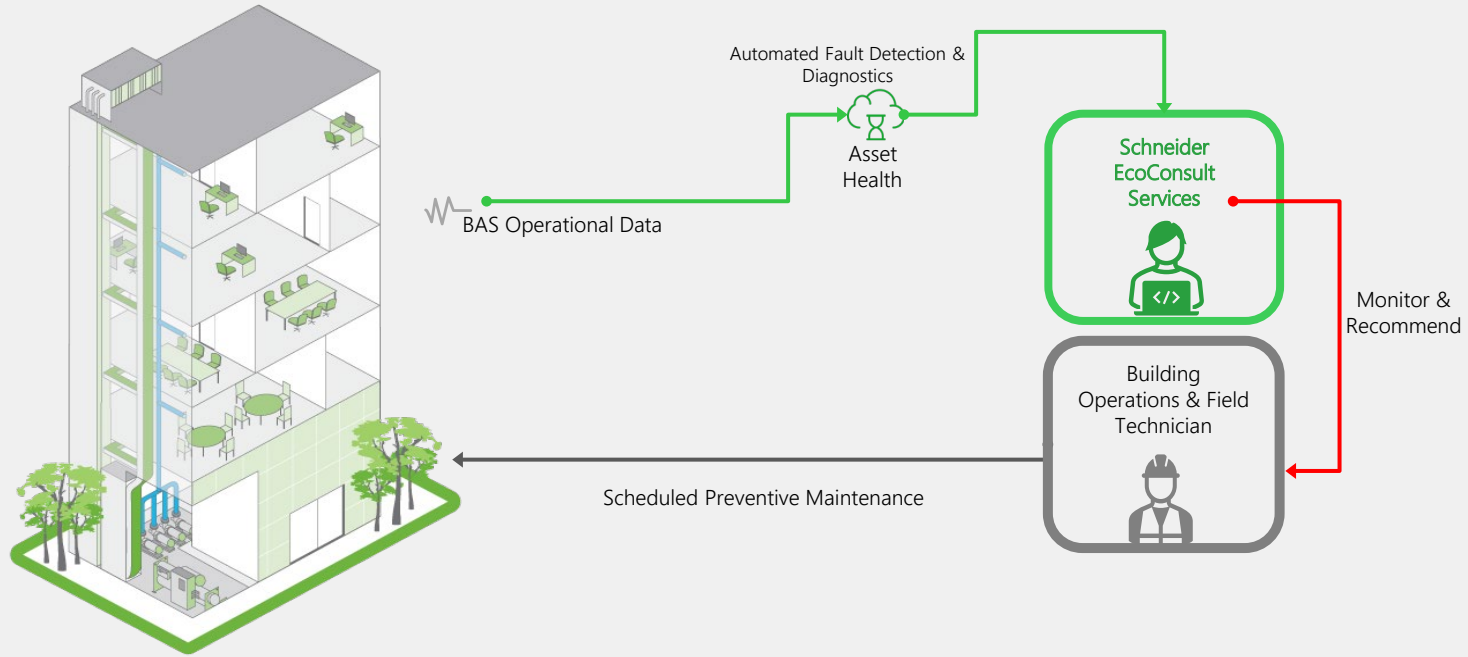 Automated Fault Detection &
Diagnostics
Asset
Health
BAS Operational Data
Schneider
EcoConsult
Services
</>
Monitor &
Recommend
Building
Operations & Field
Technician
Scheduled Preventive Maintenance